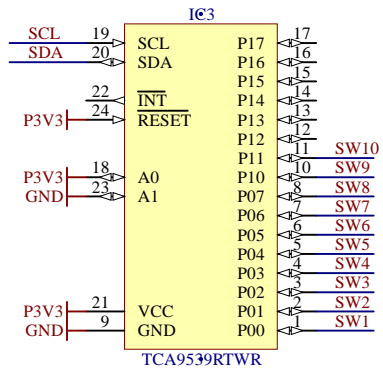 IC3
SCL 19 SCL P17 17
SDA 20 SDA P16 16
P15 15
22 INT P14 14
P3V3 24 RESET P13 13
P12 12
P11 11 SW10
P3V3 18 A0 P10 10 SW9
GND 23 A1 P07 8 SW8
P06 7 SW7
P05 6 SW6
P04 5 SW5
P03 4 SW4
P02 3 SW3
P3V3 21 VCC P01 2 SW2
GND 9 GND P00 1 SW1
TCA9539RTWR